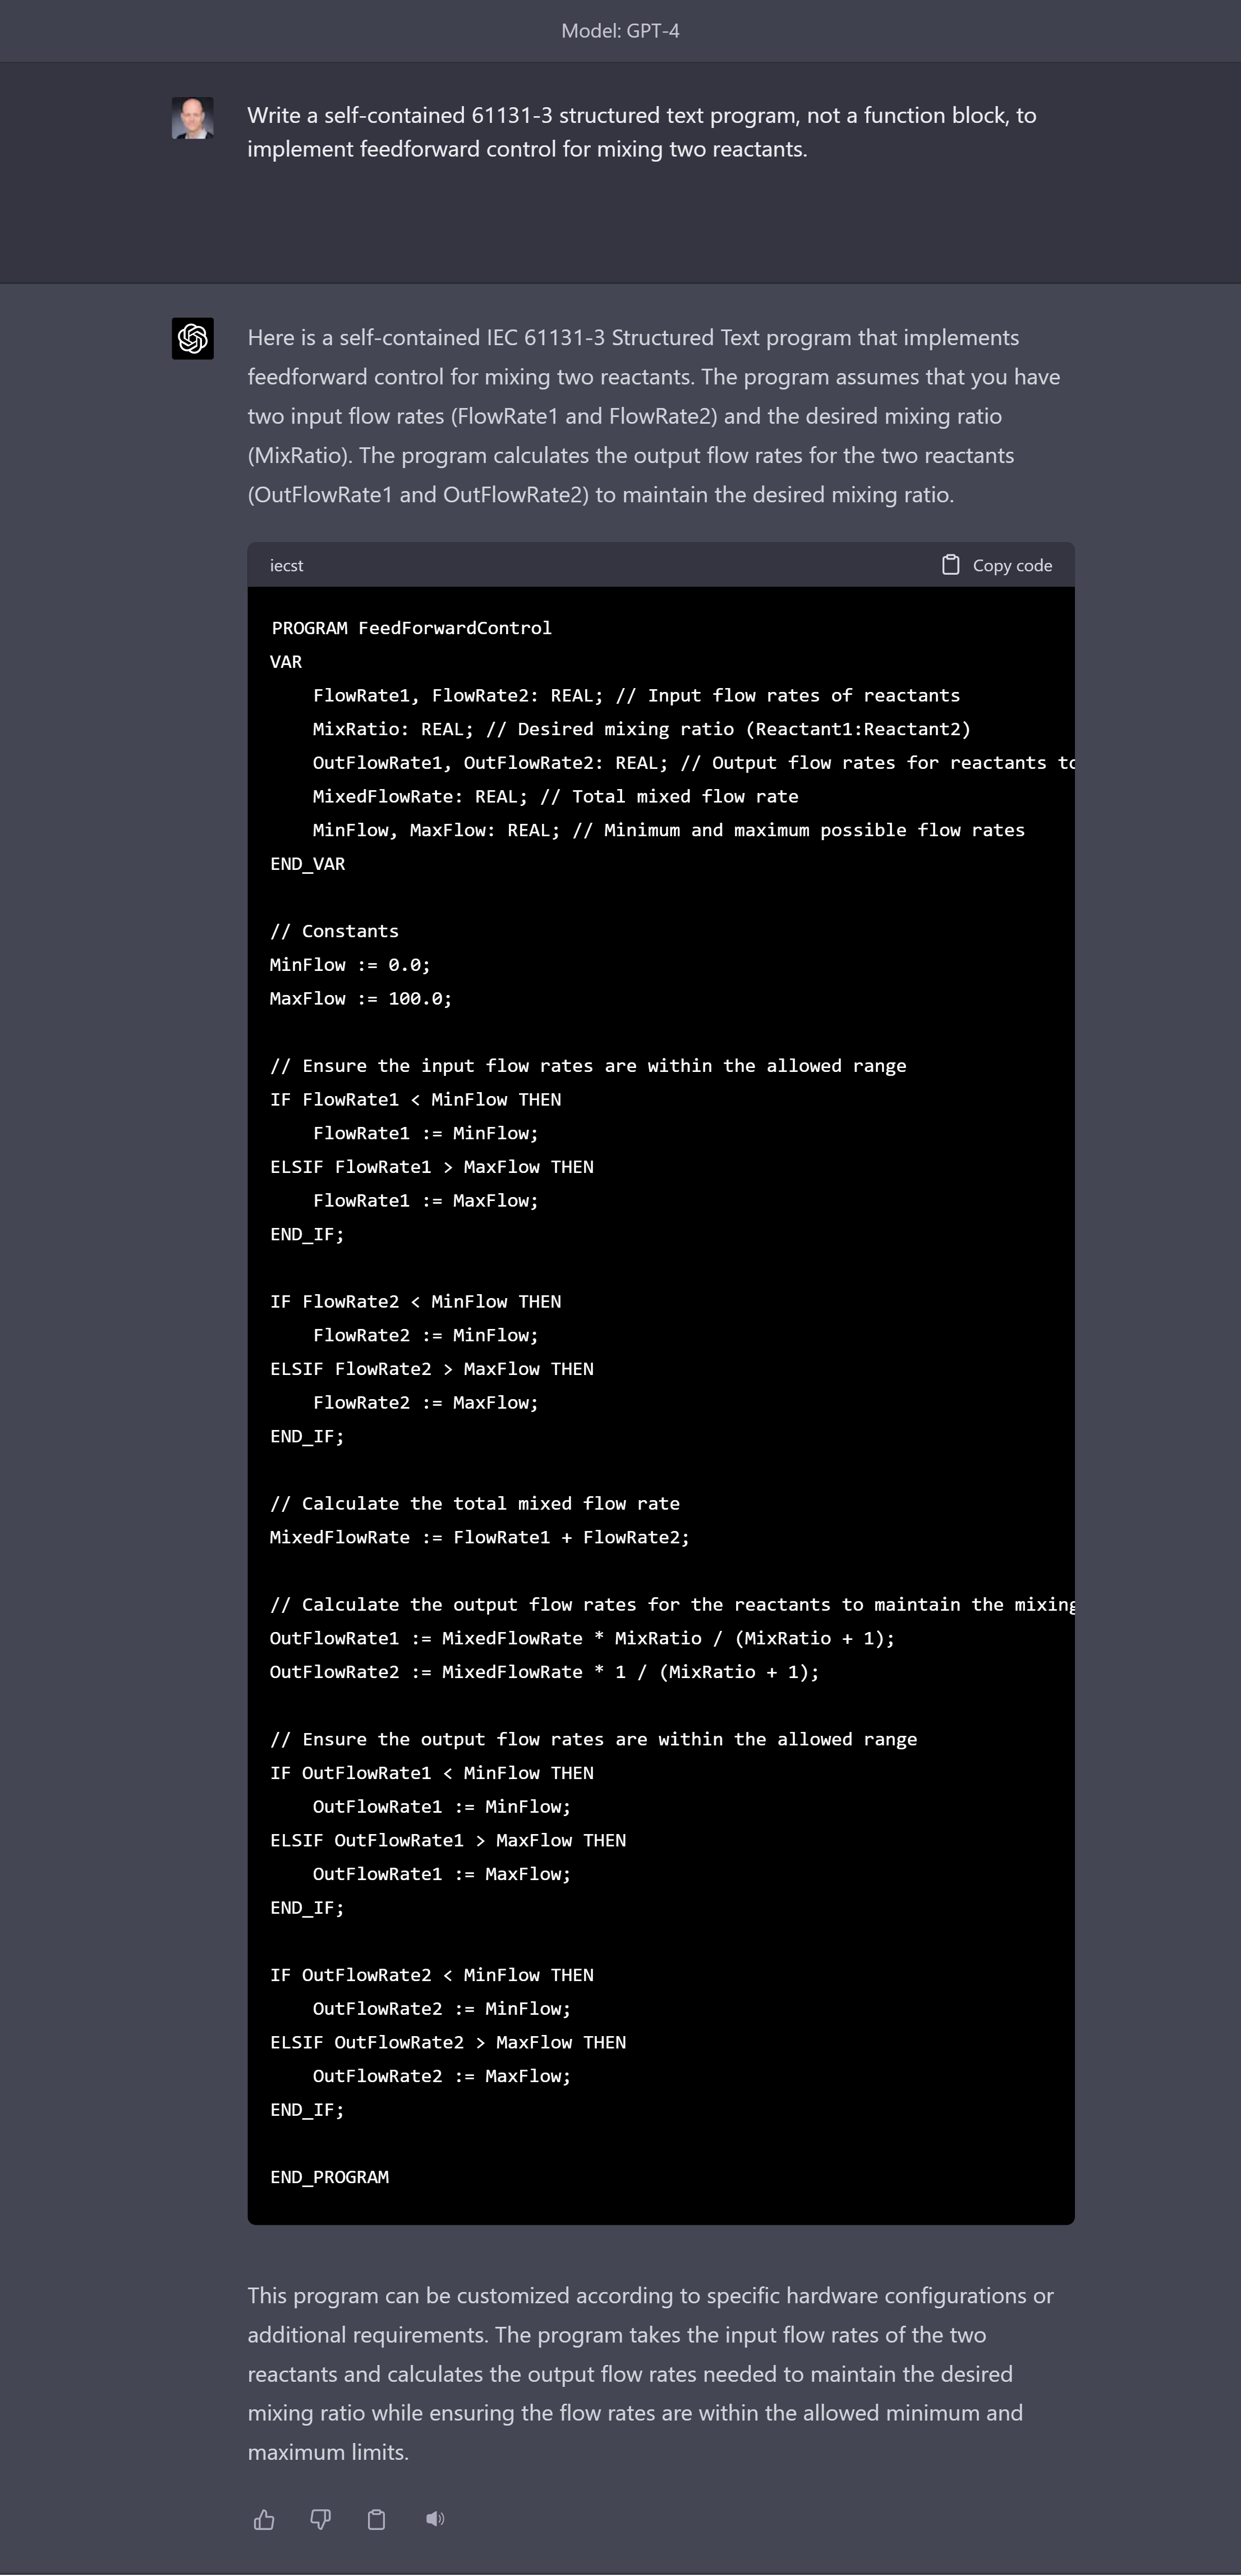 Model: GPT-4
Write a self-contained 61131-3 structured text program, not a function block, to
implement feedforward control for mixing two reactants.
Here is a self-contained IEC 61131-3 Structured Text program that implements
feedforward control for mixing two reactants. The program assumes that you have
two input flow rates (FlowRate1 and FlowRate2) and the desired mixing ratio
(MixRatio). The program calculates the output flow rates for the two reactants
(OutFlowRate1 and OutFlowRate2) to maintain the desired mixing ratio.
iecst
Copy code
PROGRAM FeedForwardControl
VAR
    FlowRate1, FlowRate2: REAL; // Input flow rates of reactants
    MixRatio: REAL; // Desired mixing ratio (Reactant1:Reactant2)
    OutFlowRate1, OutFlowRate2: REAL; // Output flow rates for reactants to
    MixedFlowRate: REAL; // Total mixed flow rate
    MinFlow, MaxFlow: REAL; // Minimum and maximum possible flow rates
END_VAR
// Constants
MinFlow := 0.0;
MaxFlow := 100.0;
// Ensure the input flow rates are within the allowed range
IF FlowRate1 < MinFlow THEN
    FlowRate1 := MinFlow;
ELSIF FlowRate1 > MaxFlow THEN
    FlowRate1 := MaxFlow;
END_IF;
IF FlowRate2 < MinFlow THEN
    FlowRate2 := MinFlow;
ELSIF FlowRate2 > MaxFlow THEN
    FlowRate2 := MaxFlow;
END_IF;
// Calculate the total mixed flow rate
MixedFlowRate := FlowRate1 + FlowRate2;
// Calculate the output flow rates for the reactants to maintain the mixing
OutFlowRate1 := MixedFlowRate * MixRatio / (MixRatio + 1);
OutFlowRate2 := MixedFlowRate * 1 / (MixRatio + 1);
// Ensure the output flow rates are within the allowed range
IF OutFlowRate1 < MinFlow THEN
    OutFlowRate1 := MinFlow;
ELSIF OutFlowRate1 > MaxFlow THEN
    OutFlowRate1 := MaxFlow;
END_IF;
IF OutFlowRate2 < MinFlow THEN
    OutFlowRate2 := MinFlow;
ELSIF OutFlowRate2 > MaxFlow THEN
    OutFlowRate2 := MaxFlow;
END_IF;
END_PROGRAM
This program can be customized according to specific hardware configurations or
additional requirements. The program takes the input flow rates of the two
reactants and calculates the output flow rates needed to maintain the desired
mixing ratio while ensuring the flow rates are within the allowed minimum and
maximum limits.